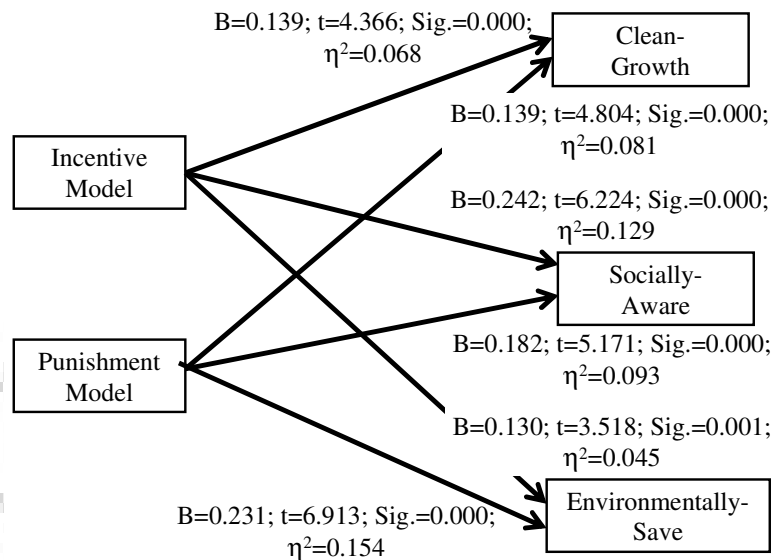 B=0.139; t=4.366; Sig.=0.000;
η²=0.068
Clean-
Growth
B=0.139; t=4.804; Sig.=0.000;
η²=0.081
Incentive
Model
B=0.242; t=6.224; Sig.=0.000;
η²=0.129
Socially-
Aware
Punishment
Model
B=0.182; t=5.171; Sig.=0.000;
η²=0.093
B=0.130; t=3.518; Sig.=0.001;
η²=0.045
Environmentally-
Save
B=0.231; t=6.913; Sig.=0.000;
η²=0.154